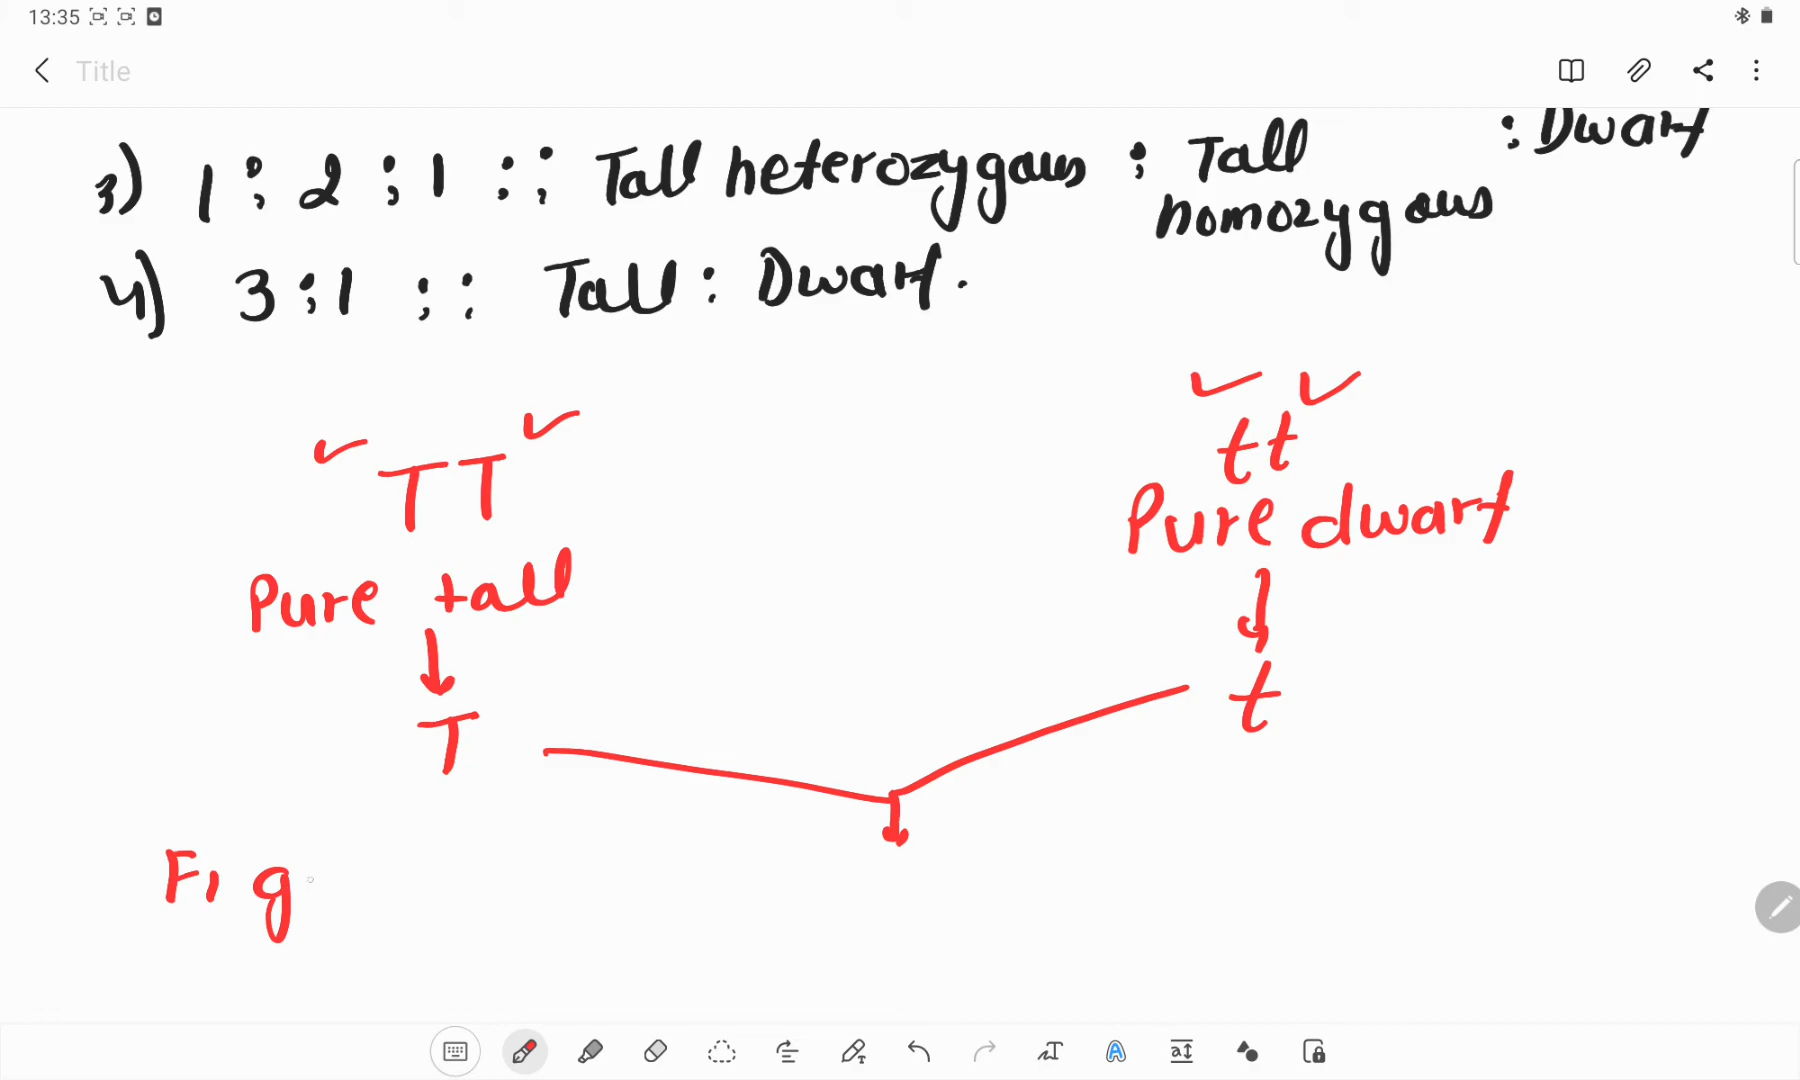 13:35
Title
: Dwarf
3) 1 : 2 : 1 :: Tall heterozygous : Tall
homozygous
4) 3 : 1 :: Tall : Dwarf.
TT
tt
Pure dwarf
Pure tall
t
T
F1 g